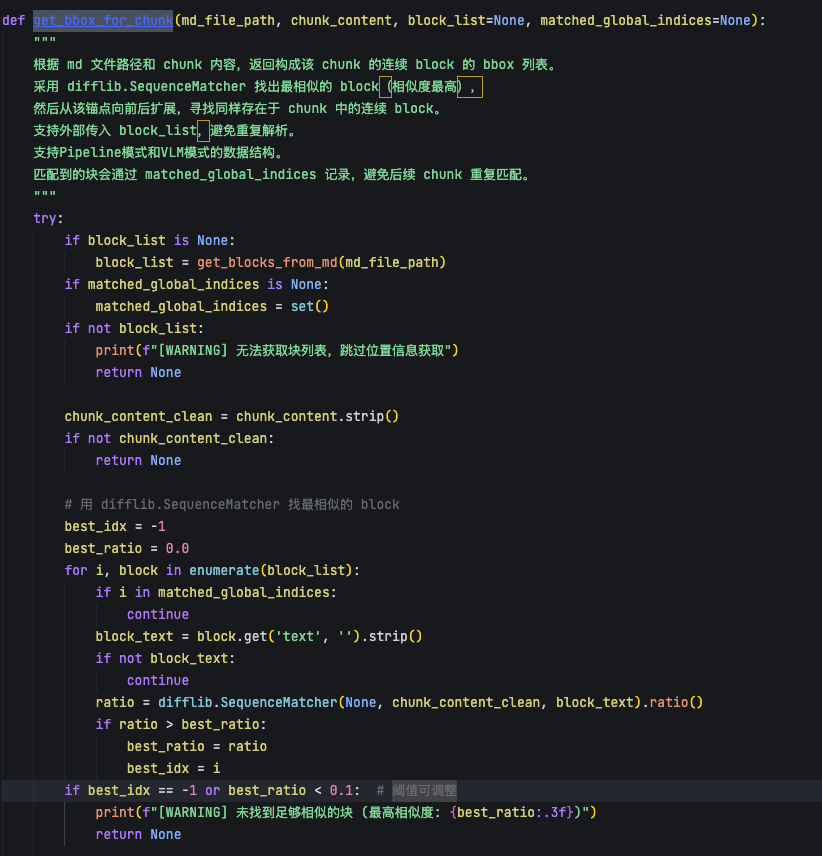 def get_bbox_for_chunk(md_file_path, chunk_content, block_list=None, matched_global_indices=None):
"""
根据 md 文件路径和 chunk 内容，返回构成该 chunk 的连续 block 的 bbox 列表。
采用 difflib.SequenceMatcher 找出最相似的 block（相似度最高），
然后从该锚点向前后扩展，寻找同样存在于 chunk 中的连续 block。
支持外部传入 block_list，避免重复解析。
支持Pipeline模式和VLM模式的数据结构。
匹配到的块会通过 matched_global_indices 记录，避免后续 chunk 重复匹配。
"""
try:
if block_list is None:
block_list = get_blocks_from_md(md_file_path)
if matched_global_indices is None:
matched_global_indices = set()
if not block_list:
print(f"[WARNING] 无法获取块列表，跳过位置信息获取")
return None
chunk_content_clean = chunk_content.strip()
if not chunk_content_clean:
return None
# 用 difflib.SequenceMatcher 找最相似的 block
best_idx = -1
best_ratio = 0.0
for i, block in enumerate(block_list):
if i in matched_global_indices:
continue
block_text = block.get('text', '').strip()
if not block_text:
continue
ratio = difflib.SequenceMatcher(None, chunk_content_clean, block_text).ratio()
if ratio > best_ratio:
best_ratio = ratio
best_idx = i
if best_idx == -1 or best_ratio < 0.1:  # 阈值可调整
print(f"[WARNING] 未找到足够相似的块 (最高相似度: {best_ratio:.3f})")
return None